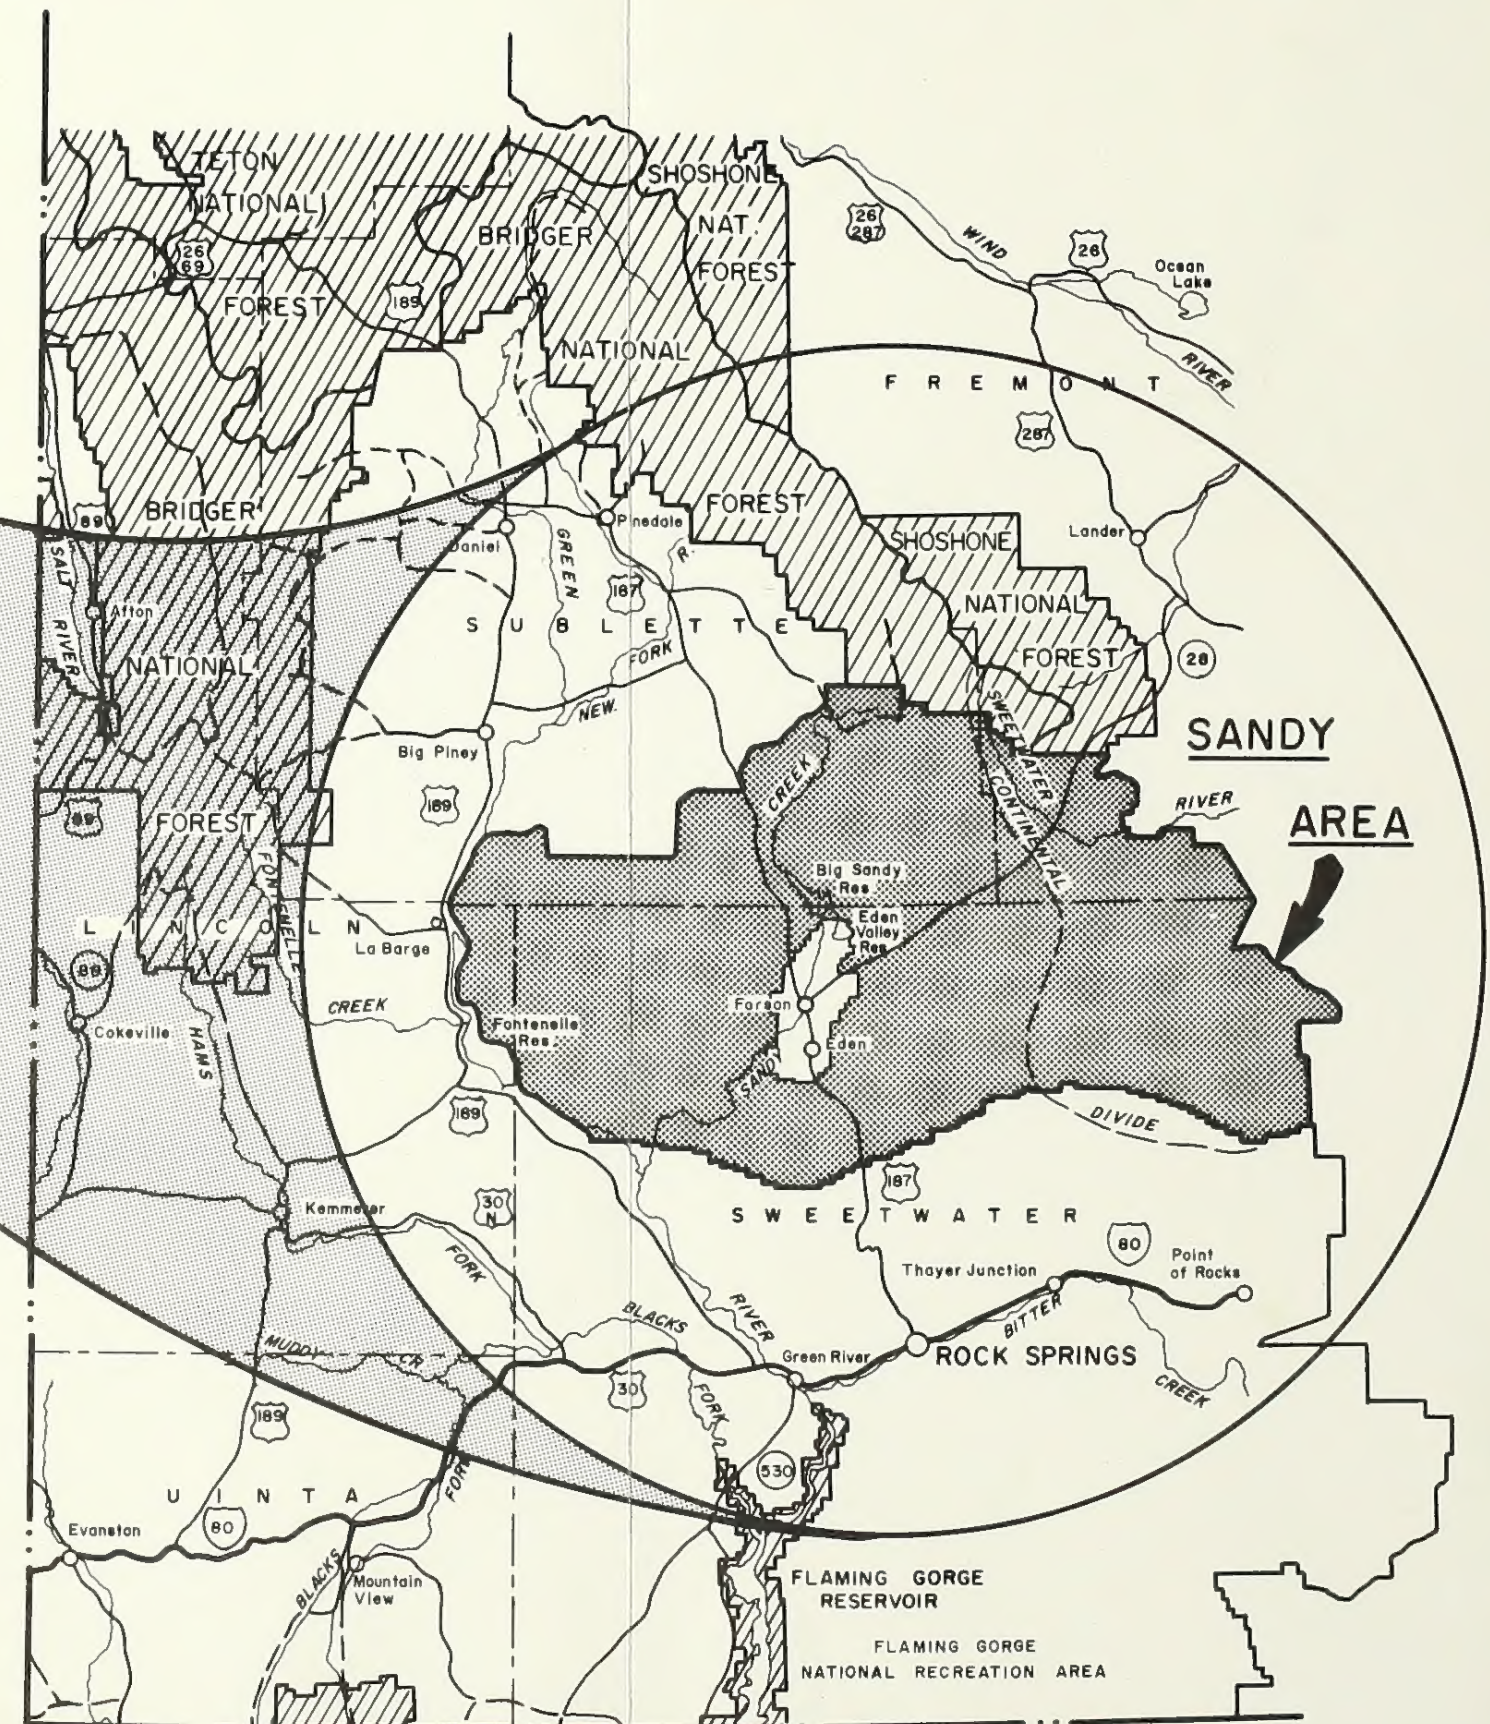 TETON
NATIONAL
FOREST
26
69
189
BRIDGER
NATIONAL
FOREST
SHOSHONE
NAT.
FOREST
26
287
WIND
RIVER
26
Ocean
Lake
FREMONT
287
Lander
28
SHOSHONE
NATIONAL
FOREST
BRIDGER
NATIONAL
FOREST
89
SALT
RIVER
Afton
89
Daniel
Pinedale
GREEN
187
R.
SUBLETTE
FORK
NEW
Big Piney
189
SANDY
AREA
SWEETWATER
RIVER
CONTINENTAL
DIVIDE
CREEK
SANDY
Big Sandy
Res.
Eden
Valley
Res.
Farson
Eden
LINCOLN
FONTENELLE
CREEK
La Barge
Fontenelle
Res.
89
Cokeville
HAMS
FORK
189
Kemmerer
30
N
187
SWEETWATER
80
Thayer Junction
Point
of Rocks
BITTER
CREEK
ROCK SPRINGS
Green River
RIVER
BLACKS
FORK
30
MUDDY
CR.
189
530
UINTA
80
Evanston
BLACKS
FORK
Mountain
View
FLAMING GORGE
RESERVOIR
FLAMING GORGE
NATIONAL RECREATION AREA